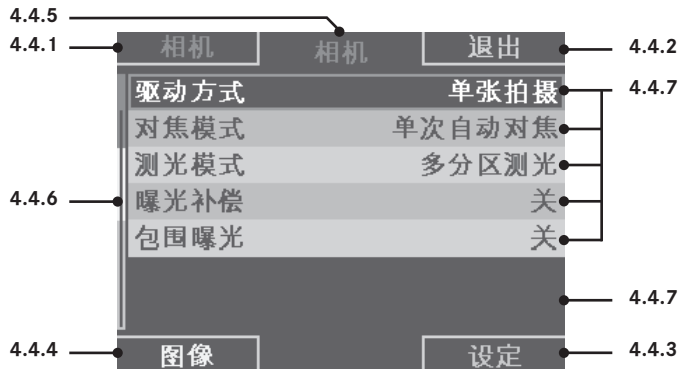 4.4.5
4.4.1 相机 相机 退出 4.4.2
驱动方式 单张拍摄 4.4.7
对焦模式 单次自动对焦
测光模式 多分区测光
4.4.6 曝光补偿 关
包围曝光 关
4.4.7
4.4.4 图像 设定 4.4.3